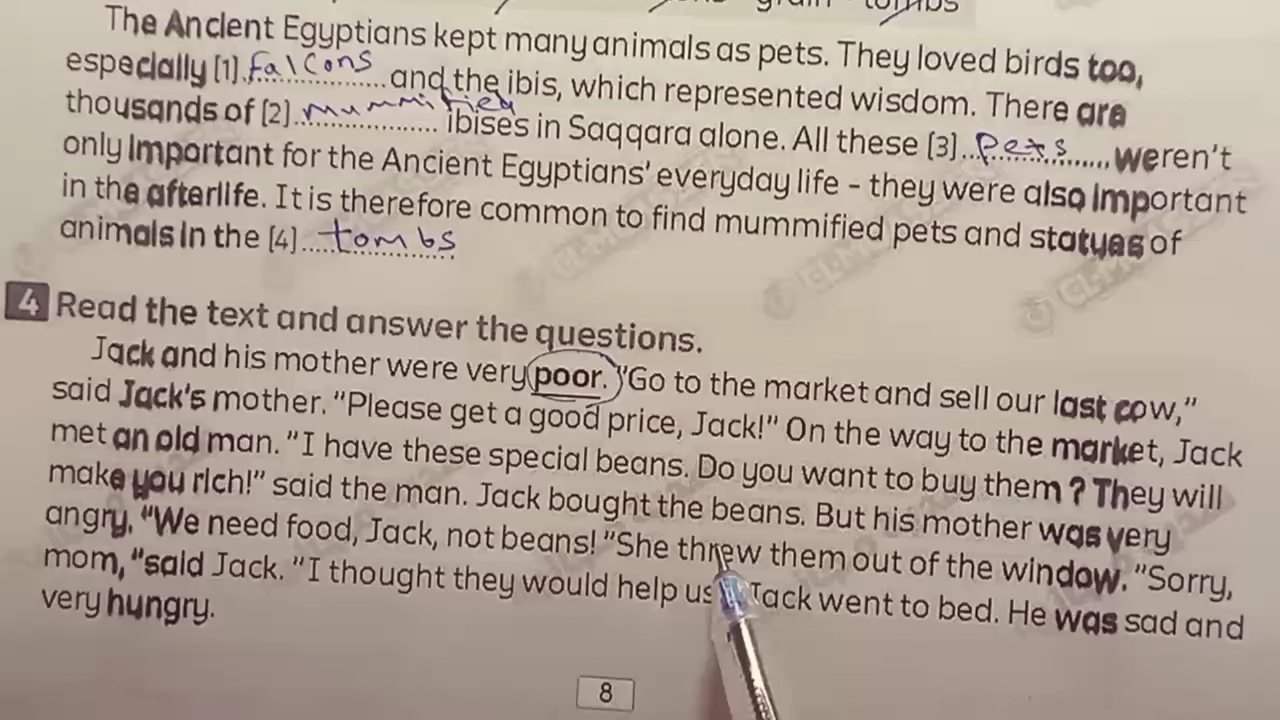 grain - tombs
The Ancient Egyptians kept many animals as pets. They loved birds too,
especially [1] falcons and the ibis, which represented wisdom. There are
thousands of [2] mummified ibises in Saqqara alone. All these [3] pets weren't
only important for the Ancient Egyptians' everyday life - they were also important
in the afterlife. It is therefore common to find mummified pets and statues of
animals in the [4] tombs
4 Read the text and answer the questions.
Jack and his mother were very poor. "Go to the market and sell our last cow,"
said Jack's mother. "Please get a good price, Jack!" On the way to the market, Jack
met an old man. "I have these special beans. Do you want to buy them ? They will
make you rich!" said the man. Jack bought the beans. But his mother was very
angry. "We need food, Jack, not beans! "She threw them out of the window. "Sorry,
mom, "said Jack. "I thought they would help us Jack went to bed. He was sad and
very hungry.
8